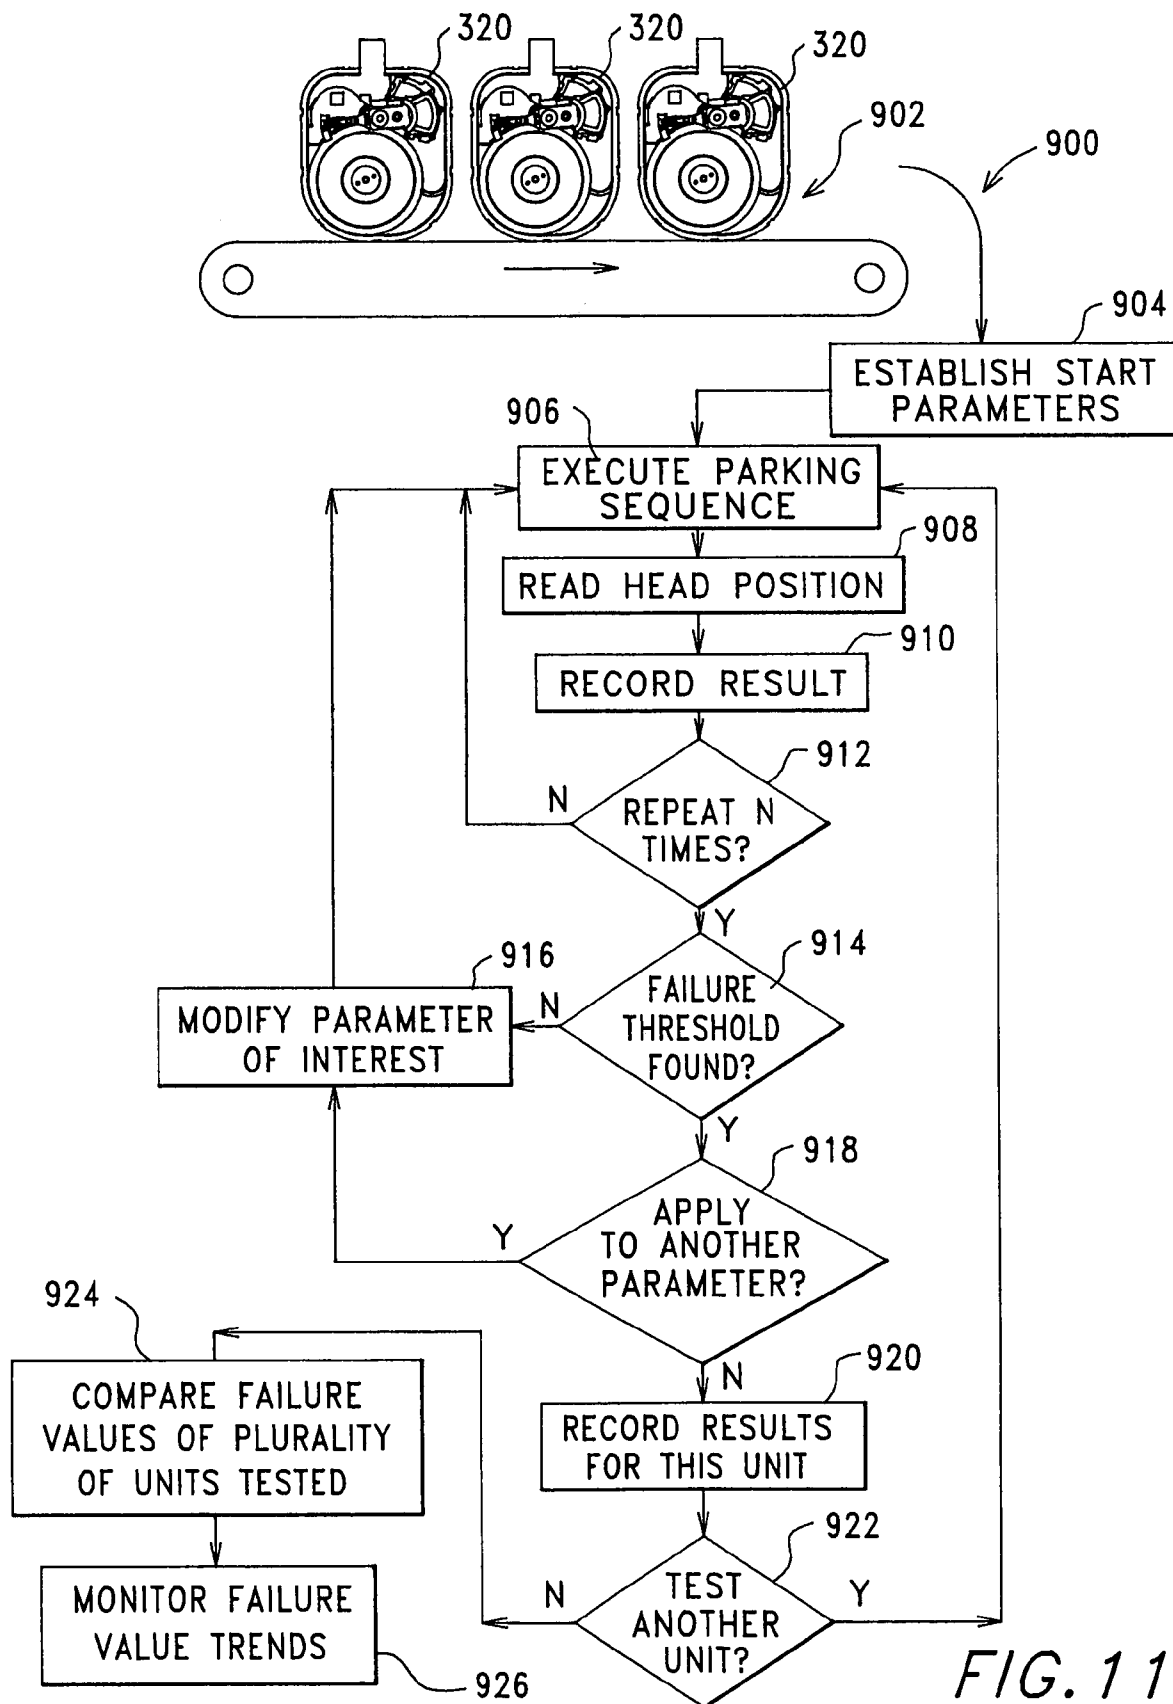 320
320
320
902
900
904
ESTABLISH START
PARAMETERS
906
EXECUTE PARKING
SEQUENCE
908
READ HEAD POSITION
910
RECORD RESULT
912
N
REPEAT N
TIMES?
Y
914
916
N
FAILURE
THRESHOLD
FOUND?
MODIFY PARAMETER
OF INTEREST
Y
918
Y
APPLY
TO ANOTHER
PARAMETER?
924
N
920
COMPARE FAILURE
VALUES OF PLURALITY
OF UNITS TESTED
RECORD RESULTS
FOR THIS UNIT
922
N
TEST
ANOTHER
UNIT?
Y
MONITOR FAILURE
VALUE TRENDS
926
FIG. 11